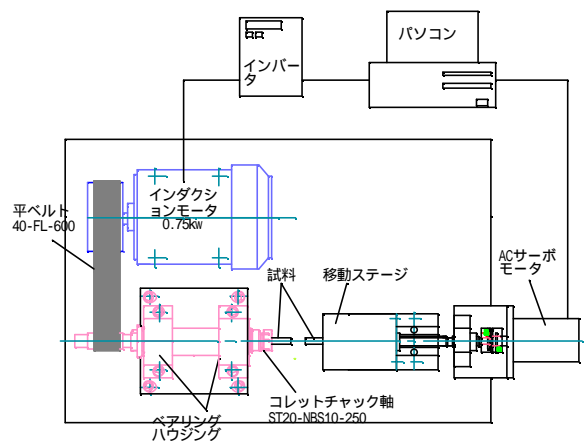 パソコン
インバー
タ
インダクシ
ョンモータ
0.75kw
平ベルト
40-FL-600
ACサーボ
モータ
試料
移動ステージ
コレットチャック軸
ST20-NBS10-250
ベアリング
ハウジング